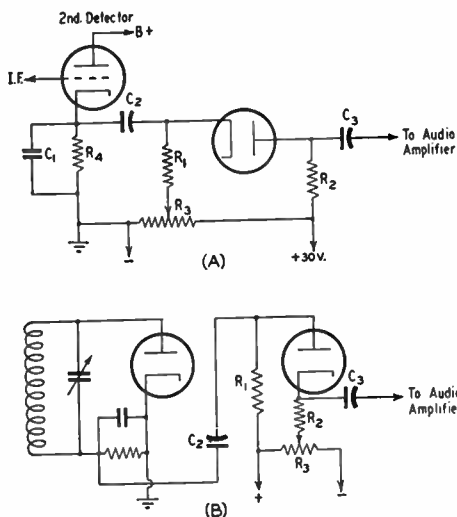 2nd. Detector
B+
I.F.
C2
C3
To Audio
Amplifier
C1
R4
R1
R2
R3
-
+30V.
(A)
R1
C3
To Audio
Amplifier
R2
C2
R3
+
-
(B)